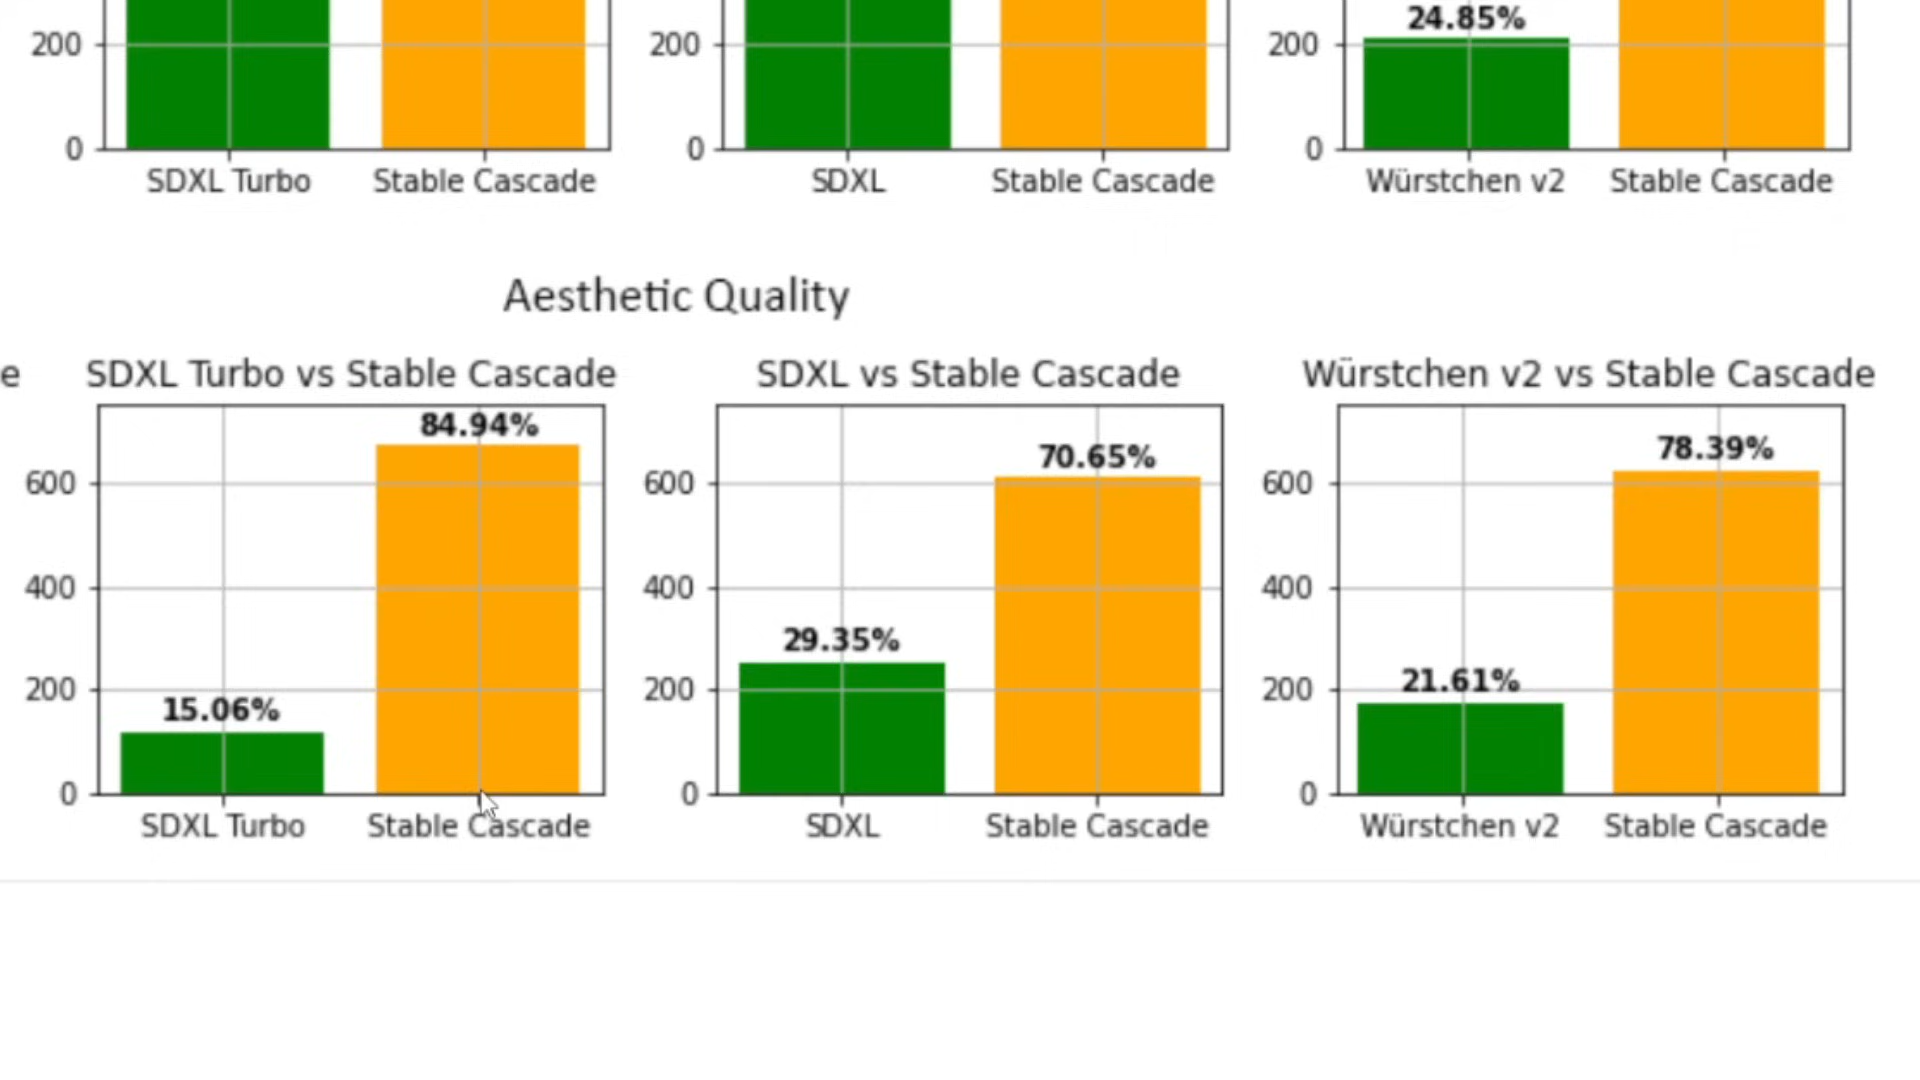 24.85%
200
200
200
0
0
0
SDXL Turbo
Stable Cascade
SDXL
Stable Cascade
Würstchen v2
Stable Cascade
Aesthetic Quality
e
SDXL Turbo vs Stable Cascade
SDXL vs Stable Cascade
Würstchen v2 vs Stable Cascade
600
400
200
0
15.06%
84.94%
SDXL Turbo
Stable Cascade
600
400
200
0
29.35%
70.65%
SDXL
Stable Cascade
600
400
200
0
21.61%
78.39%
Würstchen v2
Stable Cascade